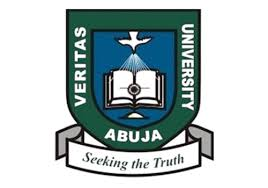 VERITAS
UNIVERSITY
ABUJA
Seeking the Truth